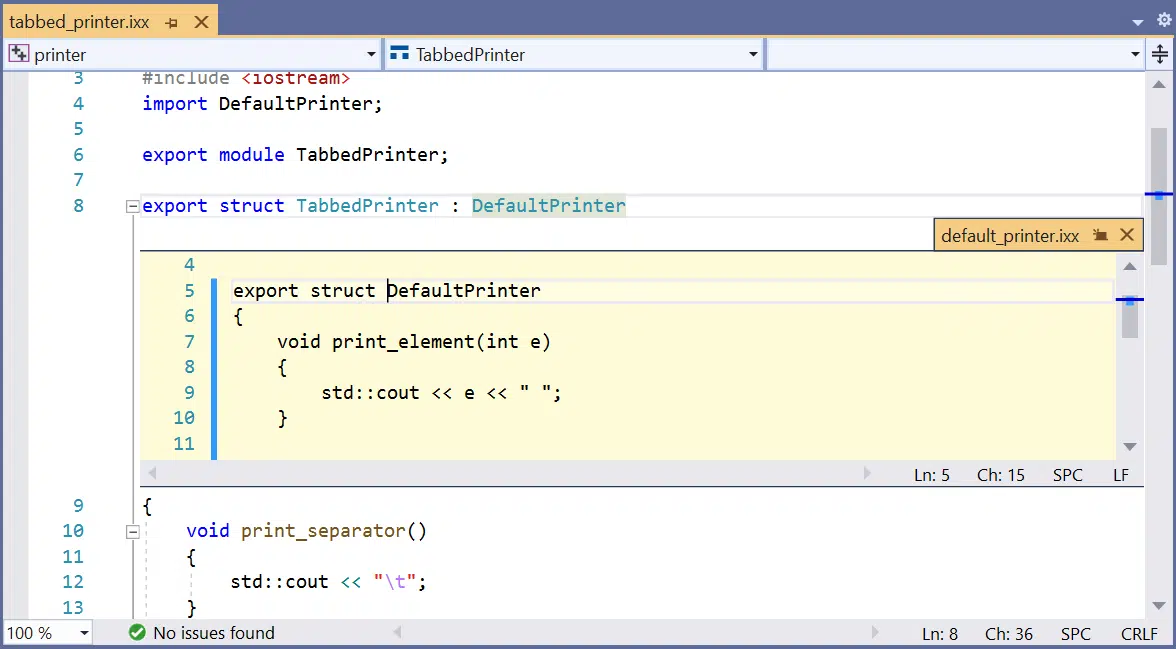 tabbed_printer.ixx
printer TabbedPrinter
3 #include <iostream>
4 import DefaultPrinter;
5
6 export module TabbedPrinter;
7
8 export struct TabbedPrinter : DefaultPrinter
default_printer.ixx
4
5 export struct DefaultPrinter
6 {
7 void print_element(int e)
8 {
9 std::cout << e << " ";
10 }
11
Ln: 5 Ch: 15 SPC LF
9 {
10 void print_separator()
11 {
12 std::cout << "\t";
13 }
100 % No issues found Ln: 8 Ch: 36 SPC CRLF